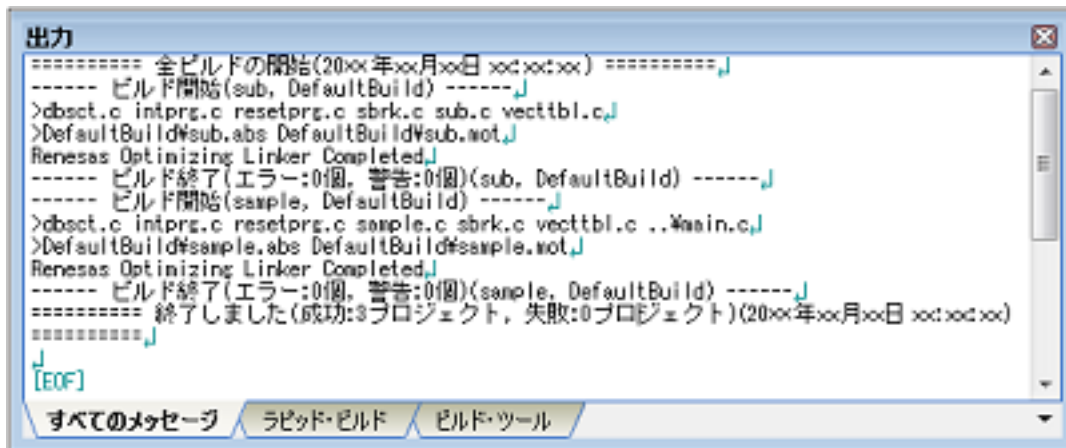 出力
========== 全ビルドの開始(20xx年xx月xx日 xx:xx:xx) ==========↲
------ ビルド開始(sub, DefaultBuild) ------↲
>dbsct.c intprg.c resetprg.c sbrk.c sub.c vecttbl.c↲
>DefaultBuild¥sub.abs DefaultBuild¥sub.mot↲
Renesas Optimizing Linker Completed↲
------ ビルド終了(エラー:0個, 警告:0個)(sub, DefaultBuild) ------↲
------ ビルド開始(sample, DefaultBuild) ------↲
>dbsct.c intprg.c resetprg.c sample.c sbrk.c vecttbl.c ..¥main.c↲
>DefaultBuild¥sample.abs DefaultBuild¥sample.mot↲
Renesas Optimizing Linker Completed↲
------ ビルド終了(エラー:0個, 警告:0個)(sample, DefaultBuild) ------↲
========== 終了しました(成功:3プロジェクト, 失敗:0プロジェクト)(20xx年xx月xx日 xx:xx:xx)
==========↲
↲
[EOF]
すべてのメッセージ ラピッド・ビルド ビルド・ツール